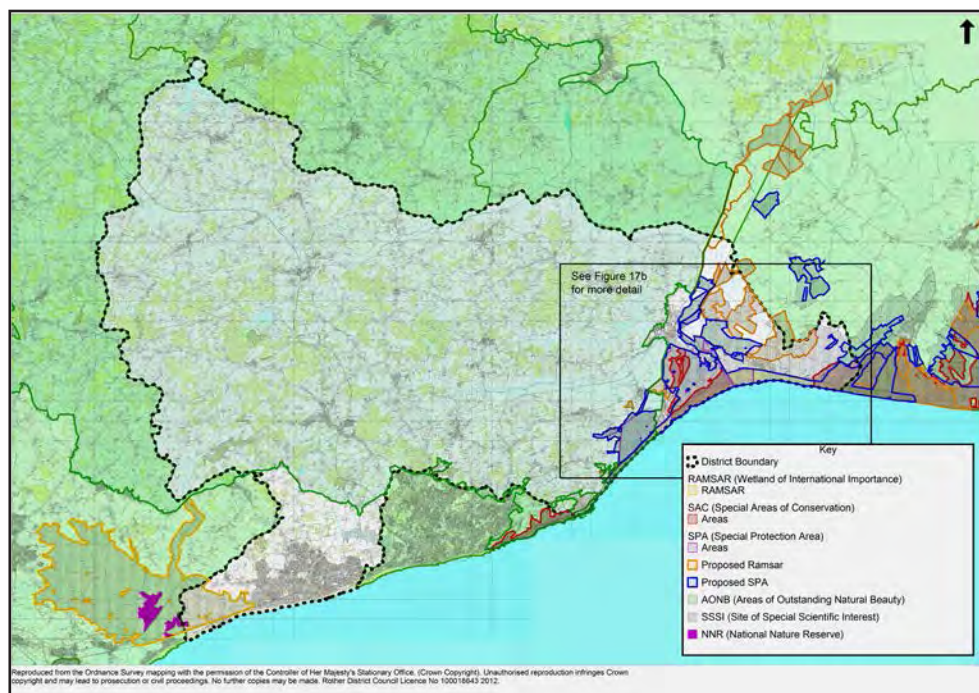 See Figure 17b
for more detail
Key
District Boundary
RAMSAR (Wetland of International Importance)
RAMSAR
SAC (Special Areas of Conservation)
Areas
SPA (Special Protection Area)
Areas
Proposed Ramsar
Proposed SPA
AONB (Areas of Outstanding Natural Beauty)
SSSI (Site of Special Scientific Interest)
NNR (National Nature Reserve)
Reproduced from the Ordnance Survey mapping with the permission of the Controller of Her Majesty's Stationary Office, (Crown Copyright). Unauthorised reproduction infringes Crown
copyright and may lead to prosecution or civil proceedings. No further copies may be made. Rother District Council Licence No 100018643 2012.